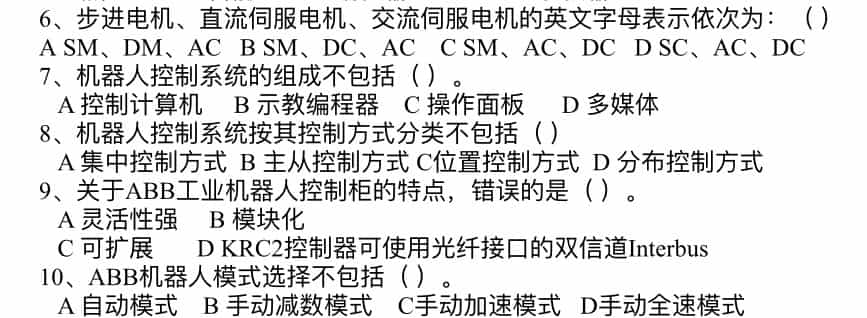 6、步进电机、直流伺服电机、交流伺服电机的英文字母表示依次为：（）
A SM、DM、AC B SM、DC、AC C SM、AC、DC D SC、AC、DC
7、机器人控制系统的组成不包括（）。
A 控制计算机 B 示教编程器 C 操作面板 D 多媒体
8、机器人控制系统按其控制方式分类不包括（）
A 集中控制方式 B 主从控制方式 C位置控制方式 D 分布控制方式
9、关于ABB工业机器人控制柜的特点，错误的是（）。
A 灵活性强 B 模块化
C 可扩展 D KRC2控制器可使用光纤接口的双信道Interbus
10、ABB机器人模式选择不包括（）。
A 自动模式 B 手动减数模式 C手动加速模式 D手动全速模式